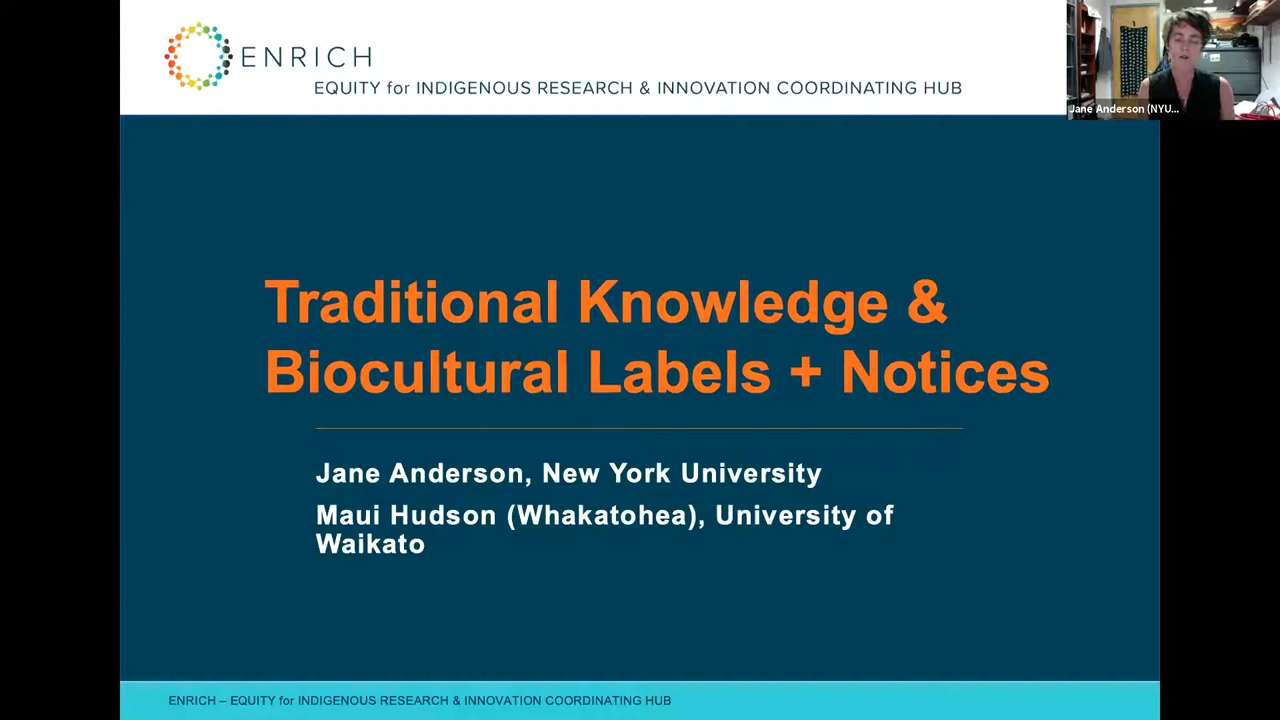 ENRICH
EQUITY for INDIGENOUS RESEARCH & INNOVATION COORDINATING HUB
Jane Anderson (NYU...
Traditional Knowledge &
Biocultural Labels + Notices
Jane Anderson, New York University
Maui Hudson (Whakatohea), University of
Waikato
ENRICH – EQUITY for INDIGENOUS RESEARCH & INNOVATION COORDINATING HUB